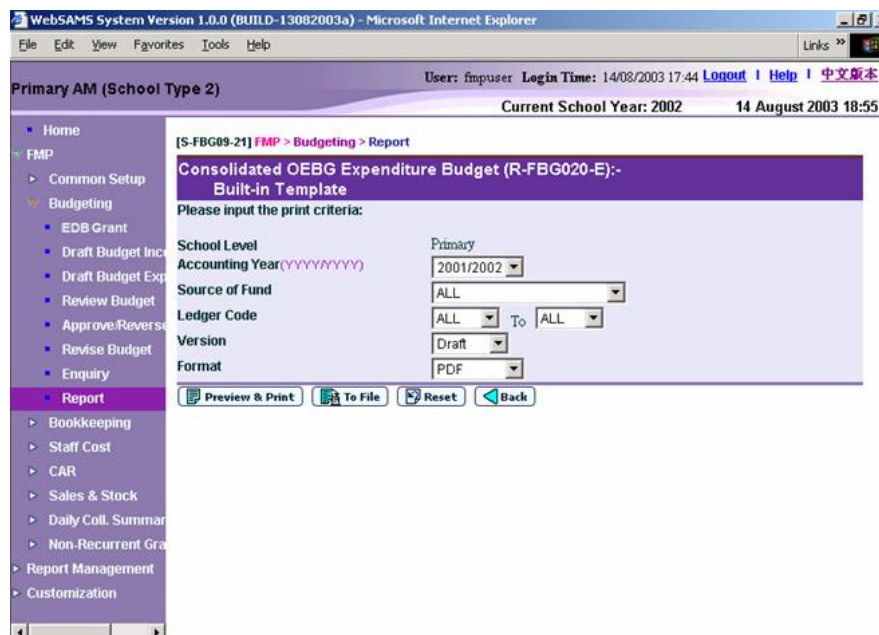 WebSAMS System Version 1.0.0 (BUILD-13082003a) - Microsoft Internet Explorer
File Edit View Favorites Tools Help Links »
Primary AM (School Type 2)
User: fmpuser Login Time: 14/08/2003 17:44 Logout | Help | 中文版本
Current School Year: 2002 14 August 2003 18:55
Home
FMP
Common Setup
Budgeting
EDB Grant
Draft Budget Inc
Draft Budget Exp
Review Budget
Approve/Reverse
Revise Budget
Enquiry
Report
Bookkeeping
Staff Cost
CAR
Sales & Stock
Daily Coll. Summar
Non-Recurrent Gra
Report Management
Customization
[S-FBG09-21] FMP > Budgeting > Report
Consolidated OEBG Expenditure Budget (R-FBG020-E):-
Built-in Template
Please input the print criteria:
School Level Primary
Accounting Year(YYYY/YYYY) 2001/2002
Source of Fund ALL
Ledger Code ALL To ALL
Version Draft
Format PDF
Preview & Print To File Reset Back